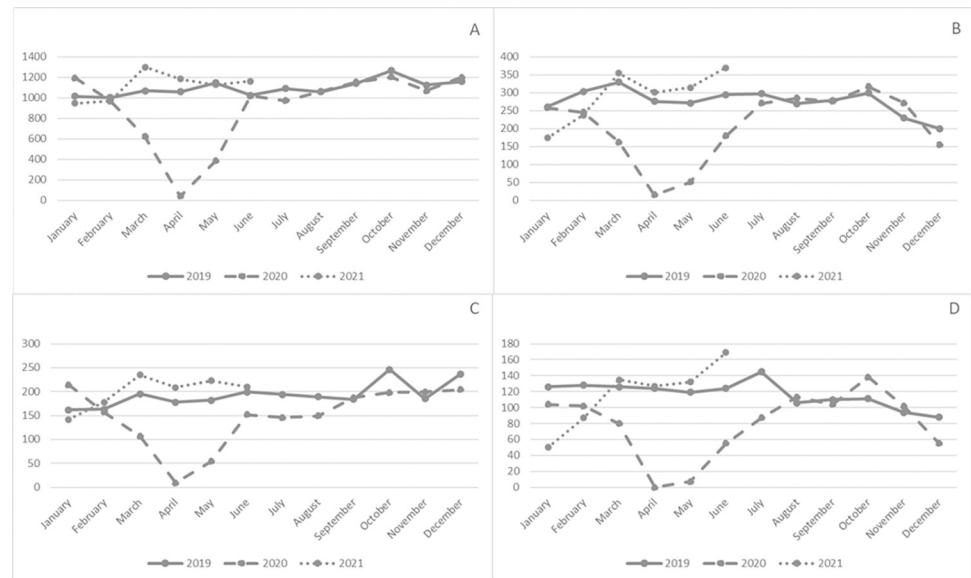 A
1400
1200
1000
800
600
400
200
0
January
February
March
April
May
June
July
August
September
October
November
December
2019 2020 2021
B
400
350
300
250
200
150
100
50
0
January
February
March
April
May
June
July
August
September
October
November
December
2019 2020 2021
C
300
250
200
150
100
50
0
January
February
March
April
May
June
July
August
September
October
November
December
2019 2020 2021
D
180
160
140
120
100
80
60
40
20
0
January
February
March
April
May
June
July
August
September
October
November
December
2019 2020 2021